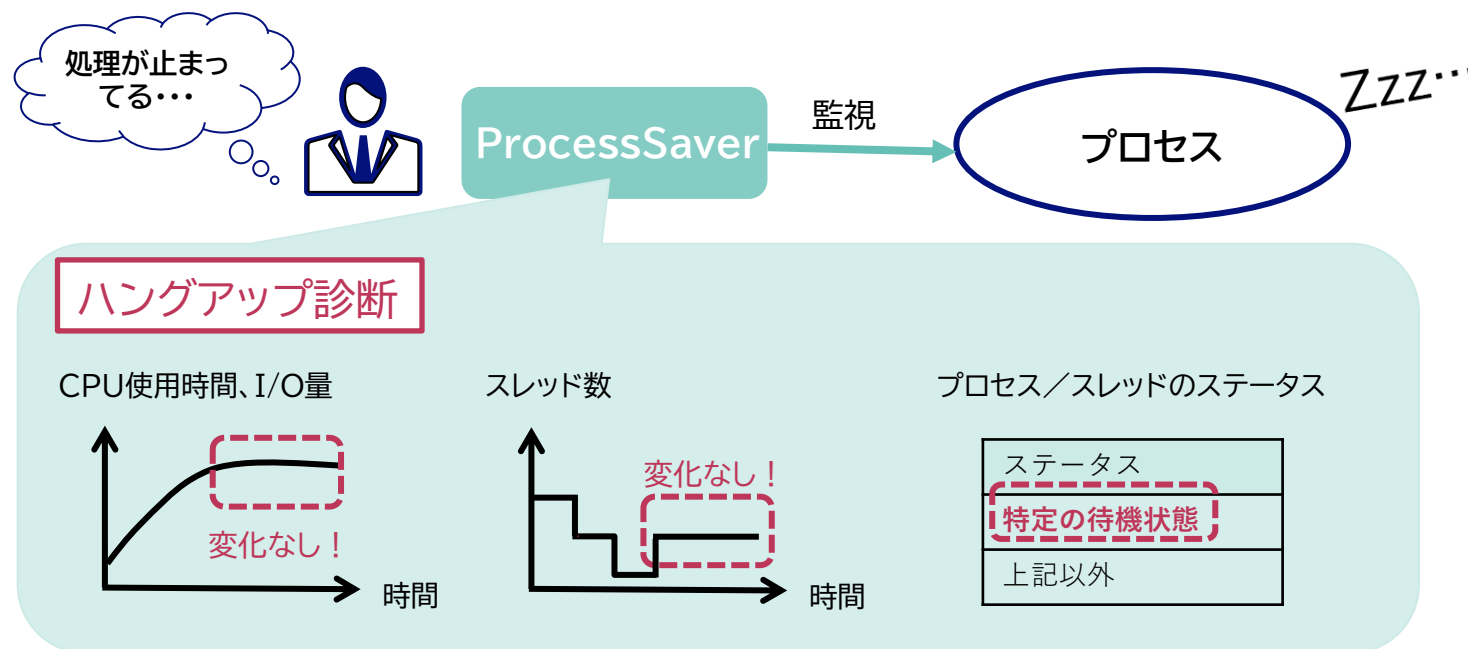 処理が止まっ
てる・・・
ProcessSaver
監視
プロセス
Zzz・・・
ハングアップ診断
CPU使用時間、I/O量
変化なし！
時間
スレッド数
変化なし！
時間
プロセス／スレッドのステータス
ステータス
特定の待機状態
上記以外